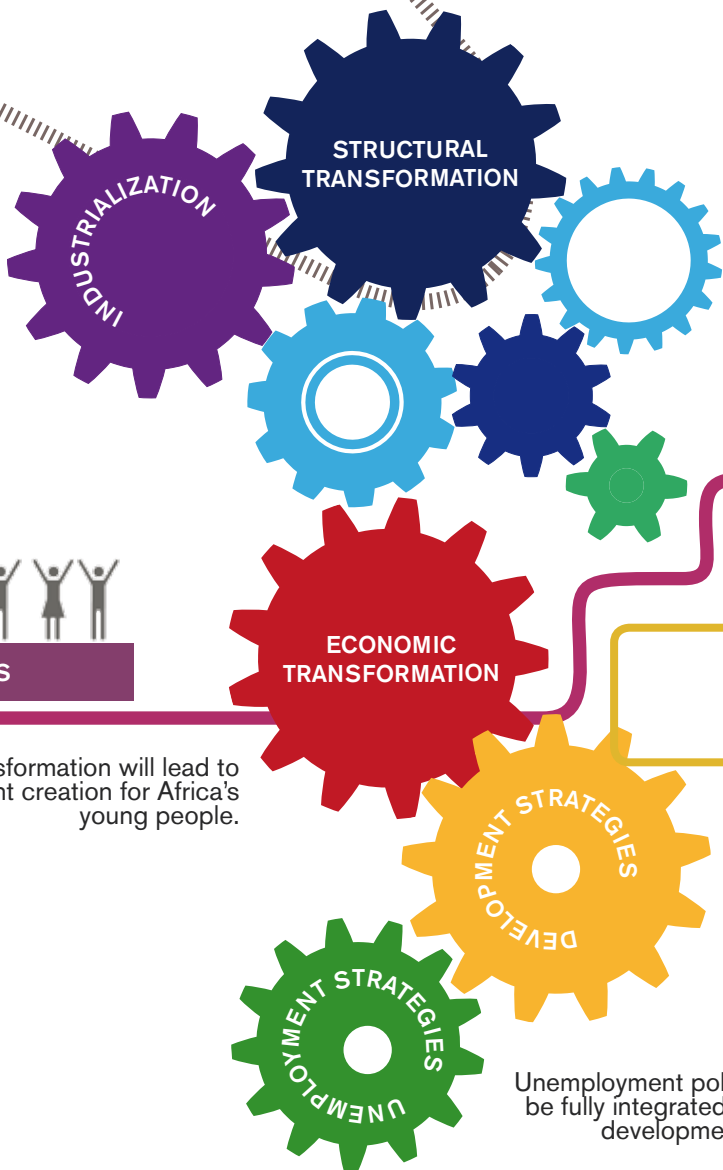 STRUCTURAL
TRANSFORMATION
INDUSTRIALIZATION
S
ECONOMIC
TRANSFORMATION
sformation will lead to
nt creation for Africa's
young people.
DEVELOPMENT STRATEGIES
UNEMPLOYMENT STRATEGIES
Unemployment pol
be fully integrated
developme